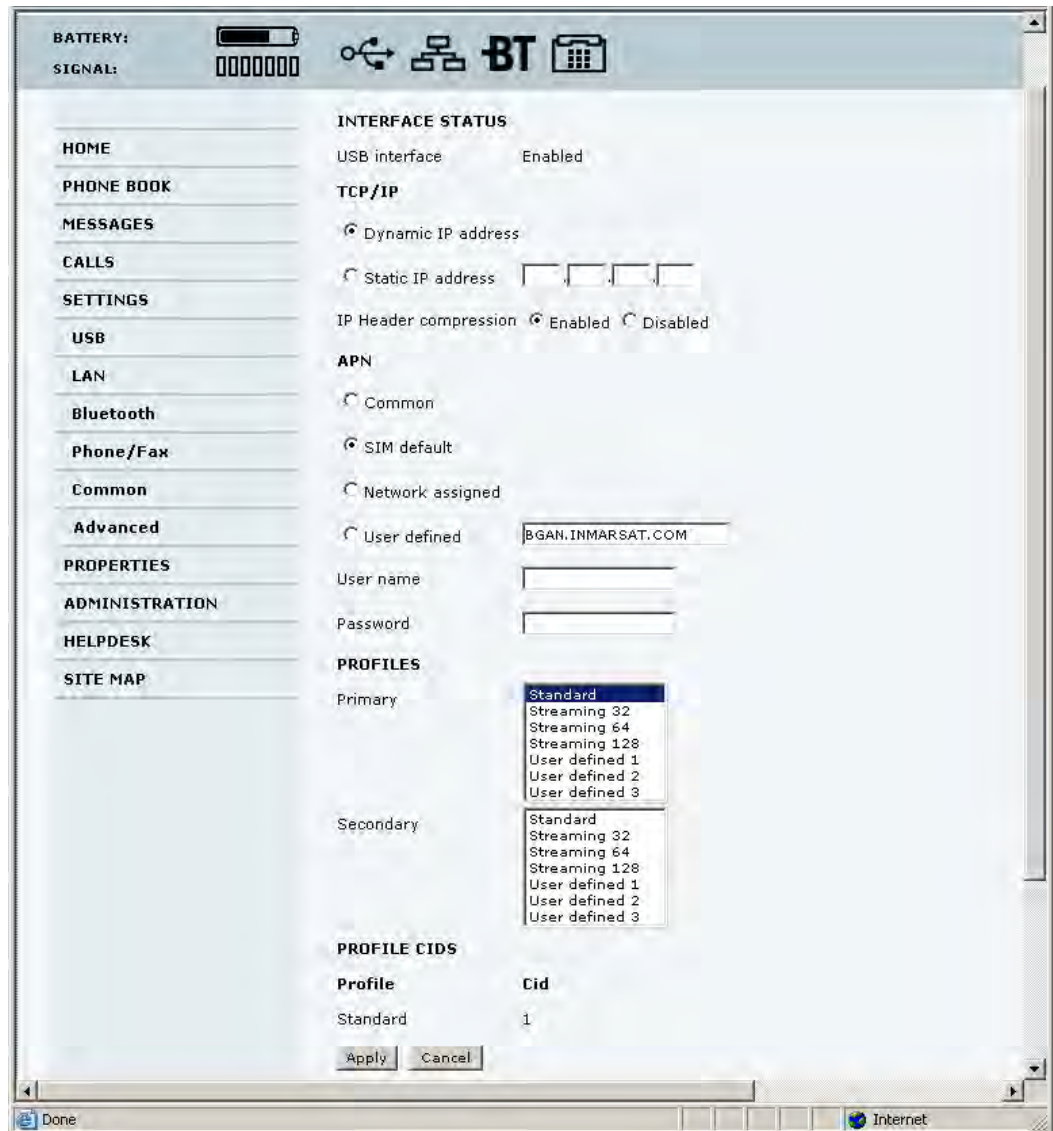 BATTERY:
SIGNAL:
BT
HOME
PHONE BOOK
MESSAGES
CALLS
SETTINGS
USB
LAN
Bluetooth
Phone/Fax
Common
Advanced
PROPERTIES
ADMINISTRATION
HELPDESK
SITE MAP
INTERFACE STATUS
USB interface Enabled
TCP/IP
Dynamic IP address
Static IP address . . .
IP Header compression Enabled Disabled
APN
Common
SIM default
Network assigned
User defined BGAN.INMARSAT.COM
User name
Password
PROFILES
Primary
Standard
Streaming 32
Streaming 64
Streaming 128
User defined 1
User defined 2
User defined 3
Secondary
Standard
Streaming 32
Streaming 64
Streaming 128
User defined 1
User defined 2
User defined 3
PROFILE CIDS
Profile Cid
Standard 1
Apply Cancel
Done Internet